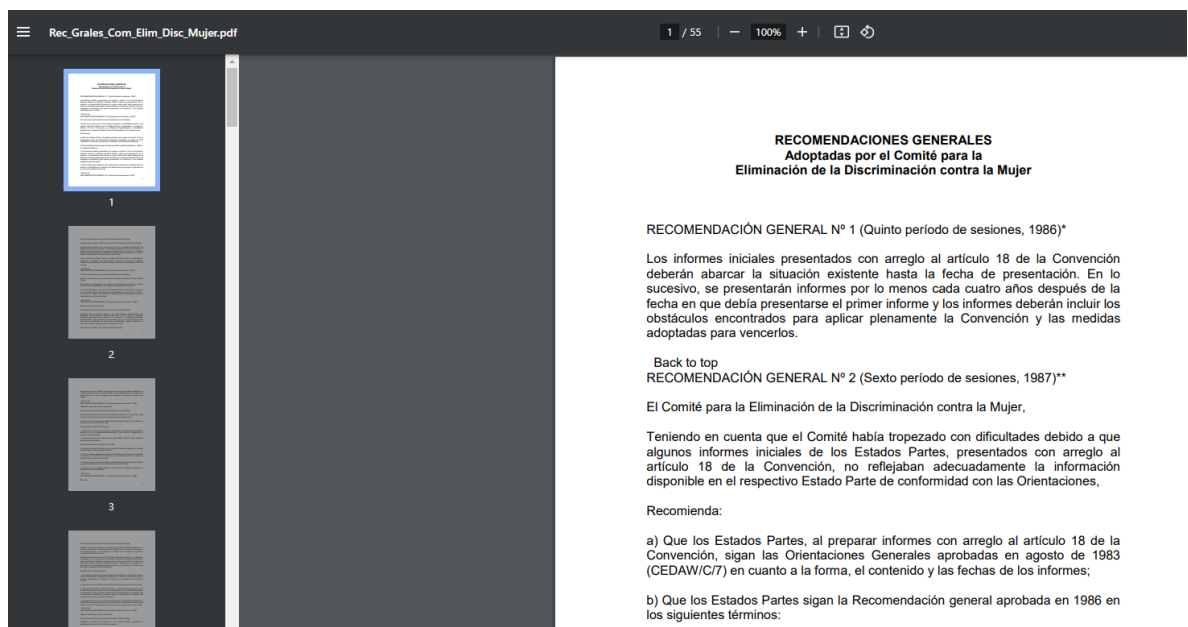 Rec_Grales_Com_Elim_Disc_Mujer.pdf
1 / 55
100%
1
2
3
RECOMENDACIONES GENERALES
Adoptadas por el Comité para la
Eliminación de la Discriminación contra la Mujer
RECOMENDACIÓN GENERAL Nº 1 (Quinto período de sesiones, 1986)*
Los informes iniciales presentados con arreglo al artículo 18 de la Convención
deberán abarcar la situación existente hasta la fecha de presentación. En lo
sucesivo, se presentarán informes por lo menos cada cuatro años después de la
fecha en que debía presentarse el primer informe y los informes deberán incluir los
obstáculos encontrados para aplicar plenamente la Convención y las medidas
adoptadas para vencerlos.
Back to top
RECOMENDACIÓN GENERAL Nº 2 (Sexto período de sesiones, 1987)**
El Comité para la Eliminación de la Discriminación contra la Mujer,
Teniendo en cuenta que el Comité había tropezado con dificultades debido a que
algunos informes iniciales de los Estados Partes, presentados con arreglo al
artículo 18 de la Convención, no reflejaban adecuadamente la información
disponible en el respectivo Estado Parte de conformidad con las Orientaciones,
Recomienda:
a) Que los Estados Partes, al preparar informes con arreglo al artículo 18 de la
Convención, sigan las Orientaciones Generales aprobadas en agosto de 1983
(CEDAW/C/7) en cuanto a la forma, el contenido y las fechas de los informes;
b) Que los Estados Partes sigan la Recomendación general aprobada en 1986 en
los siguientes términos: